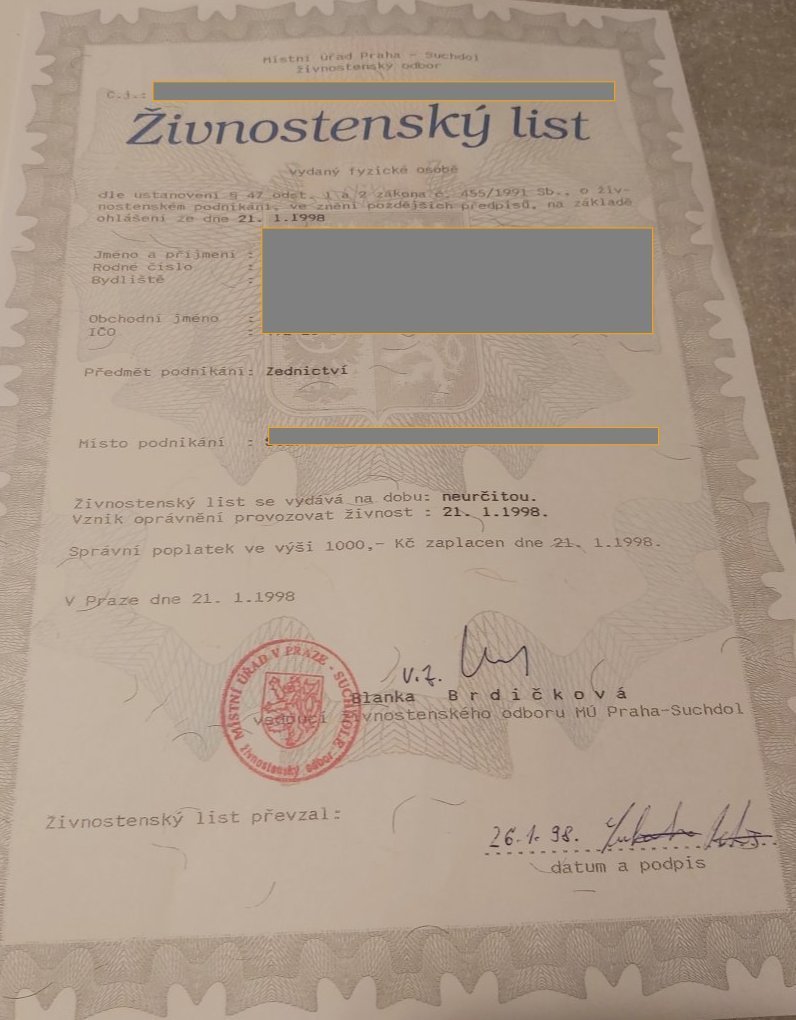 Místní úřad Praha - Suchdol
živnostenský odbor
Č.j.:
Živnostenský list
vydaný fyzické osobě
dle ustanovení § 47 odst. 1 a 2 zákona č. 455/1991 Sb., o živ-
nostenském podnikání, ve znění pozdějších předpisů, na základě
ohlášení ze dne 21. 1.1998
Jméno a příjmení :
Rodné číslo :
Bydliště :
Obchodní jméno :
IČO :
Předmět podnikání: Zednictví
Místo podnikání :
Živnostenský list se vydává na dobu: neurčitou.
Vznik oprávnění provozovat živnost : 21. 1.1998.
Správní poplatek ve výši 1000,- Kč zaplacen dne 21. 1.1998.
V Praze dne 21. 1.1998
v.z.
Blanka B r d i č k o v á
vedoucí živnostenského odboru MÚ Praha-Suchdol
MÍSTNÍ ÚŘAD V PRAZE - SUCHDOLE
živnostenský odbor
Živnostenský list převzal:
26.1.98.
datum a podpis